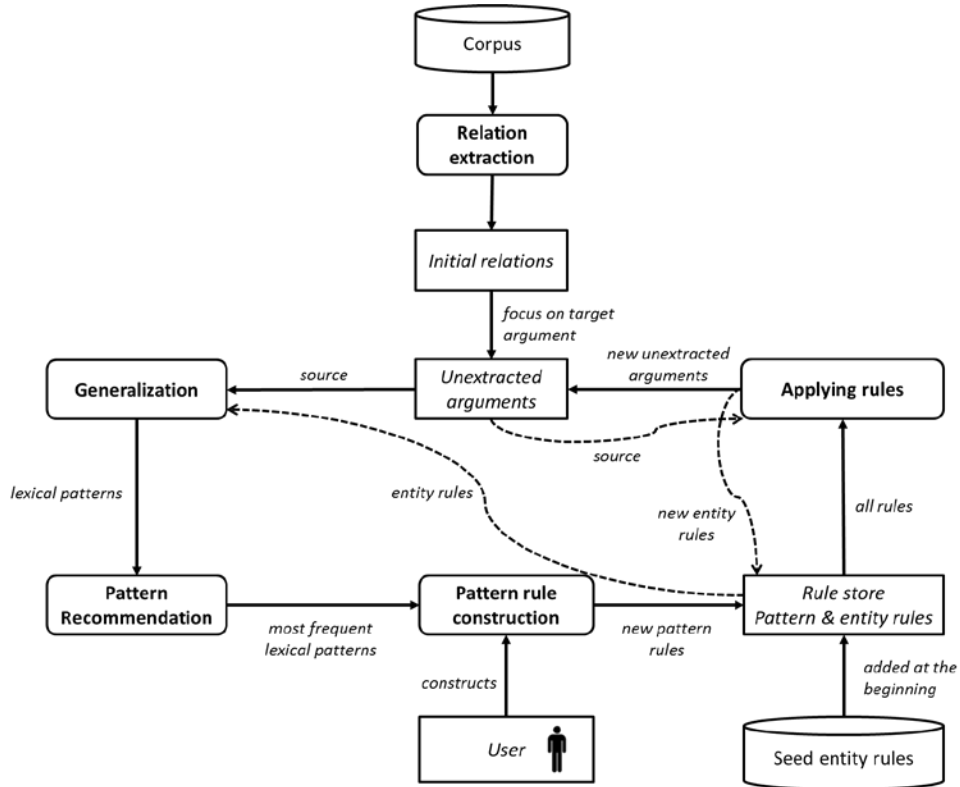 Corpus
Relation
extraction
Initial relations
focus on target
argument
new unextracted
arguments
source
Generalization
Unextracted
arguments
Applying rules
source
lexical patterns
entity rules
new entity
rules
all rules
Pattern
Recommendation
Pattern rule
construction
Rule store
Pattern & entity rules
most frequent
lexical patterns
new pattern
rules
constructs
added at the
beginning
User
Seed entity rules